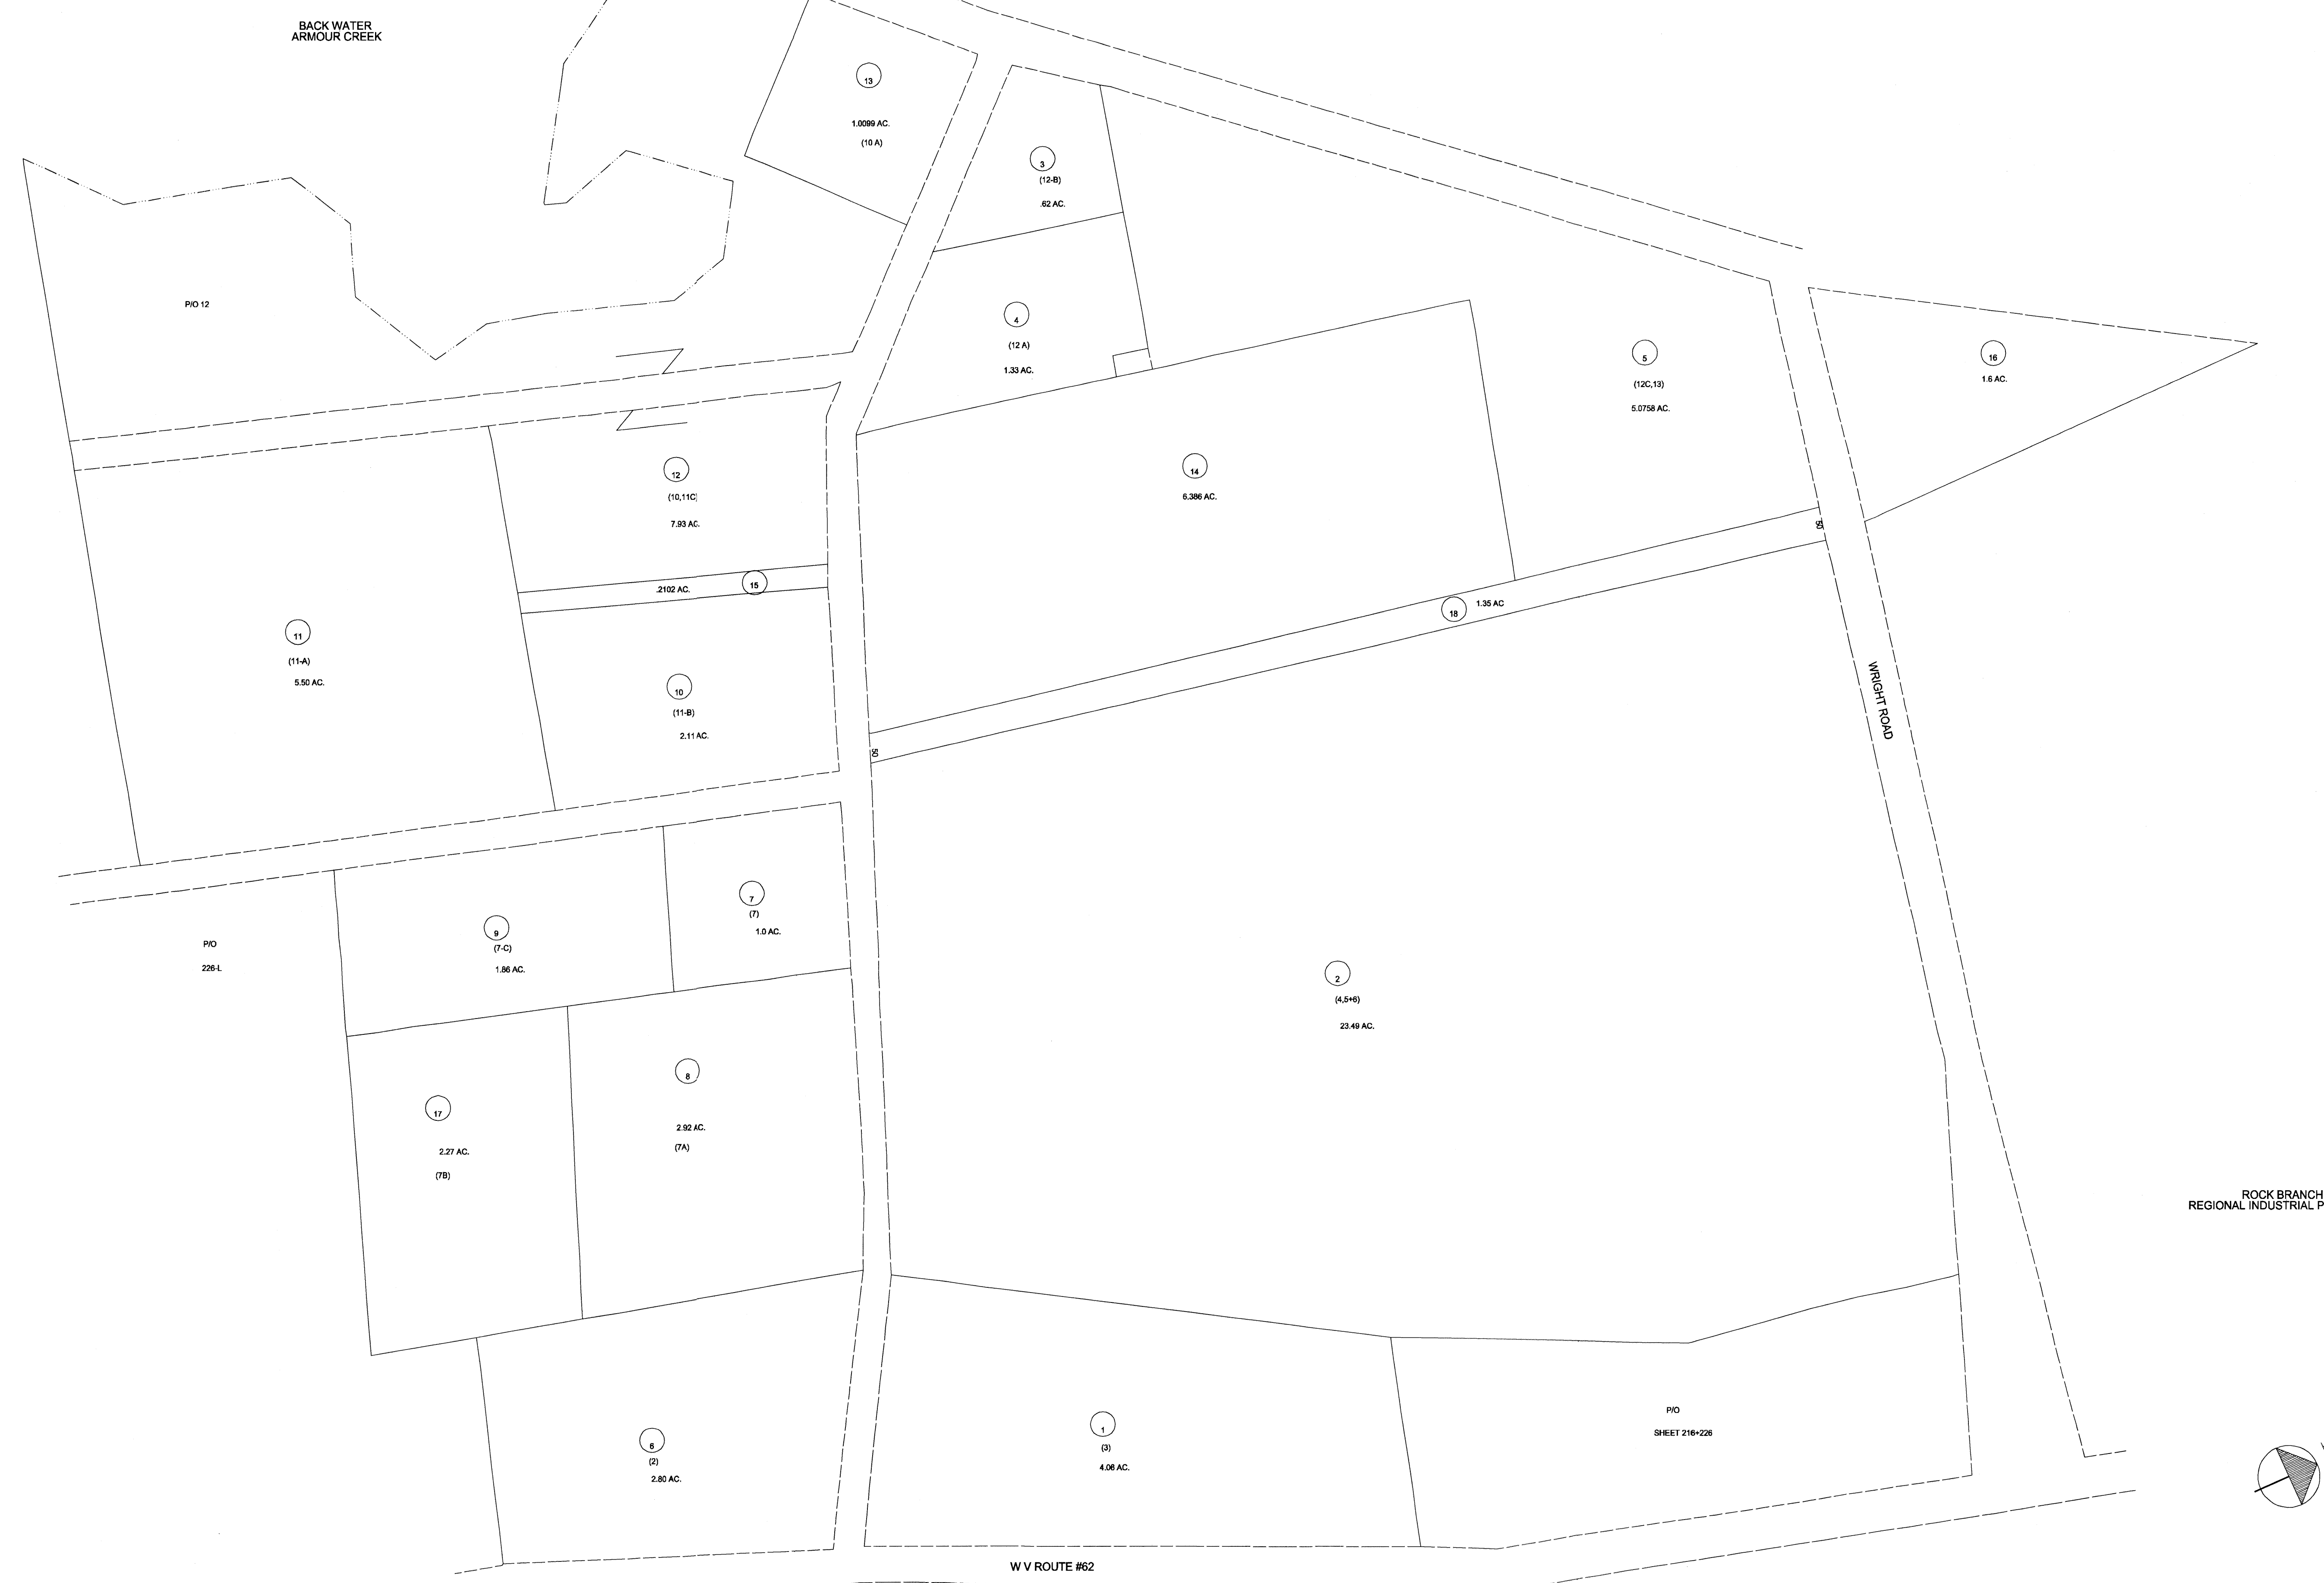 BACK WATER
ARMOUR CREEK
13
1.0099 AC.
(10 A)
3
(12-B)
.62 AC.
P/O 12
4
(12 A)
1.33 AC.
5
(12C,13)
5.0758 AC.
16
1.6 AC.
12
(10,11C)
7.93 AC.
14
6.386 AC.
50
15
.2102 AC.
18
1.35 AC
11
(11-A)
5.50 AC.
10
(11-B)
2.11 AC.
WRIGHT ROAD
50
7
(7)
1.0 AC.
9
(7-C)
1.86 AC.
P/O
226-L
2
(4,5+6)
23.49 AC.
8
2.92 AC.
(7A)
17
2.27 AC.
(7B)
ROCK BRANCH
REGIONAL INDUSTRIAL P
P/O
SHEET 216+226
1
(3)
4.06 AC.
6
(2)
2.80 AC.
W V ROUTE #62